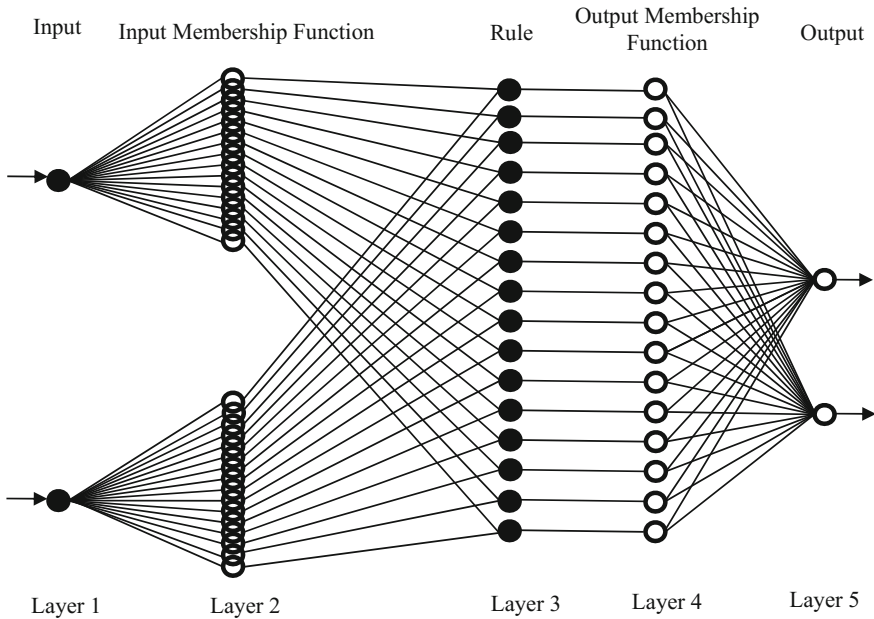 Input
Input Membership Function
Rule
Output Membership
Function
Output
Layer 1
Layer 2
Layer 3
Layer 4
Layer 5